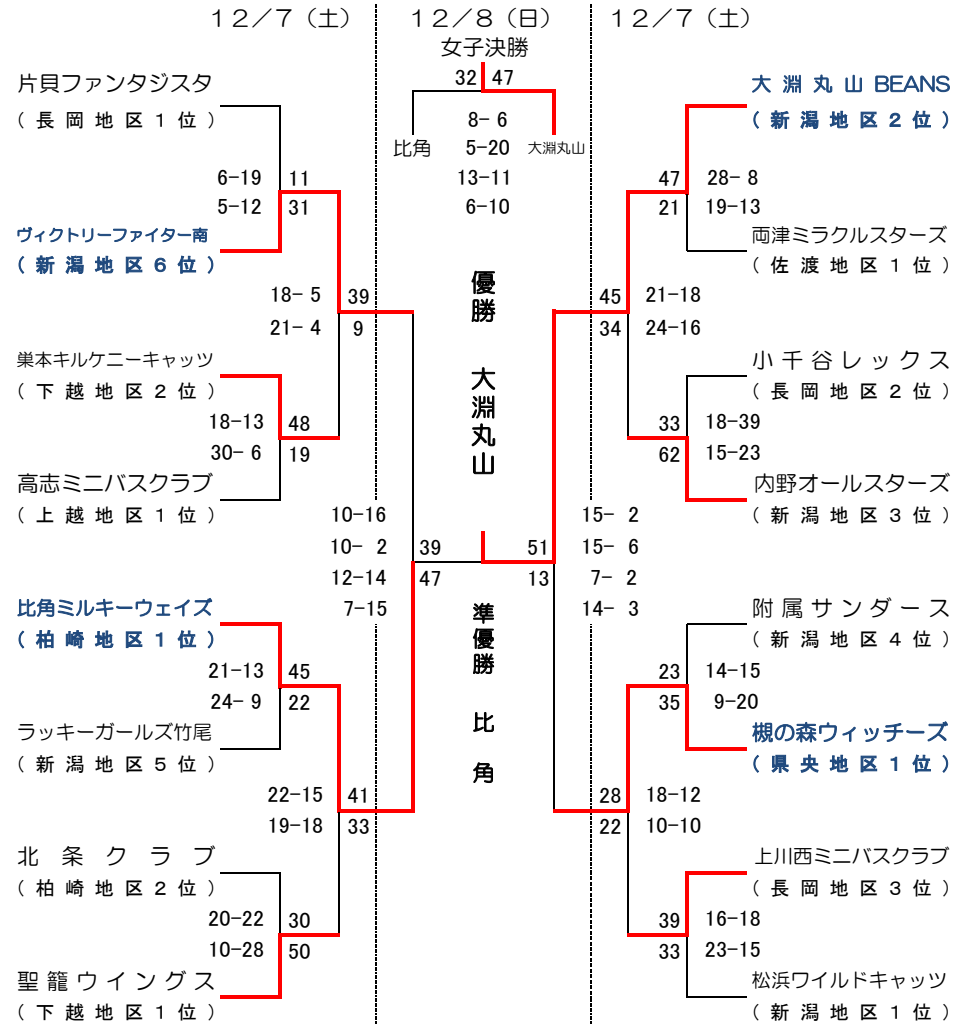 12/7(土)
12/8(日)
12/7(土)
女子決勝
32 47
比角
大淵丸山
8- 6
5-20
13-11
6-10
片貝ファンタジスタ
(長岡地区1位)
6-19 11
5-12 31
ヴィクトリーファイター南
(新潟地区6位)
18- 5 39
21- 4 9
巣本キルケニーキャッツ
(下越地区2位)
18-13 48
30- 6 19
高志ミニバスクラブ
(上越地区1位)
10-16
10- 2 39
12-14 47
7-15
比角ミルキーウェイズ
(柏崎地区1位)
21-13 45
24- 9 22
ラッキーガールズ竹尾
(新潟地区5位)
22-15 41
19-18 33
北条クラブ
(柏崎地区2位)
20-22 30
10-28 50
聖籠ウイングス
(下越地区1位)
優勝 大淵丸山
準優勝 比角
大淵丸山BEANS
(新潟地区2位)
47 28- 8
21 19-13
両津ミラクルスターズ
(佐渡地区1位)
45 21-18
34 24-16
小千谷レックス
(長岡地区2位)
33 18-39
62 15-23
内野オールスターズ
(新潟地区3位)
15- 2
51 15- 6
13 7- 2
14- 3
附属サンダース
(新潟地区4位)
23 14-15
35 9-20
槻の森ウィッチーズ
(県央地区1位)
28 18-12
22 10-10
上川西ミニバスクラブ
(長岡地区3位)
39 16-18
33 23-15
松浜ワイルドキャッツ
(新潟地区1位)